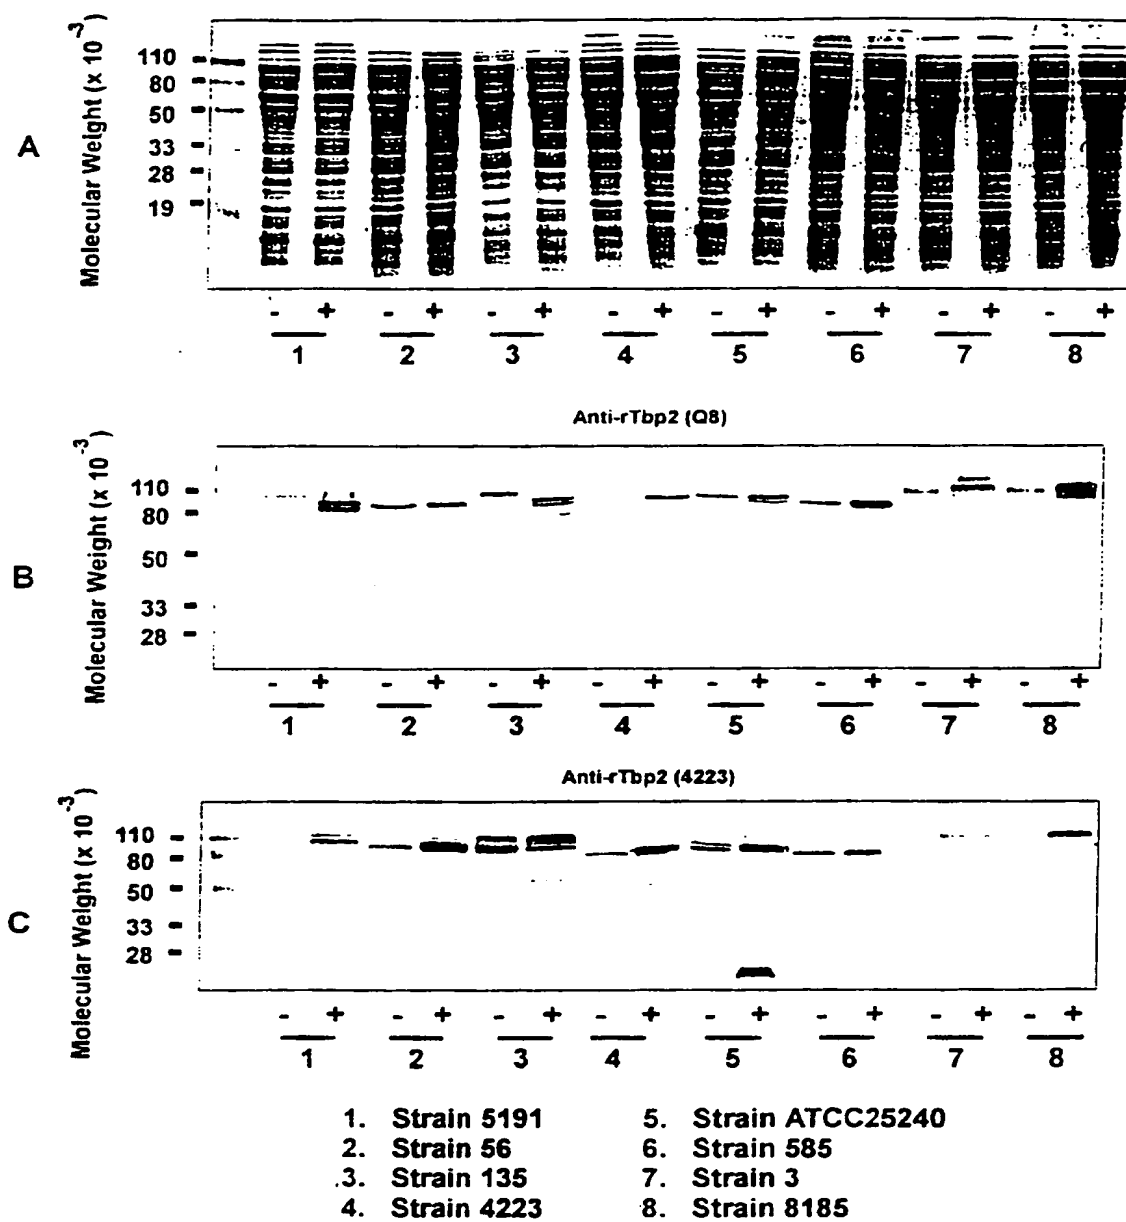 A
Molecular Weight (x 10 -7
110
80
50
33
28
19
- + - + - + - + - + - + - + - +
1 2 3 4 5 6 7 8
Anti-rTbp2 (Q8)
B
Molecular Weight (x 10 -3)
110
80
50
33
28
- + - + - + - + - + - + - + - +
1 2 3 4 5 6 7 8
Anti-rTbp2 (4223)
C
Molecular Weight (x 10 -3)
110
80
50
33
28
- + - + - + - + - + - + - + - +
1 2 3 4 5 6 7 8
1. Strain 5191
2. Strain 56
3. Strain 135
4. Strain 4223
5. Strain ATCC25240
6. Strain 585
7. Strain 3
8. Strain 8185